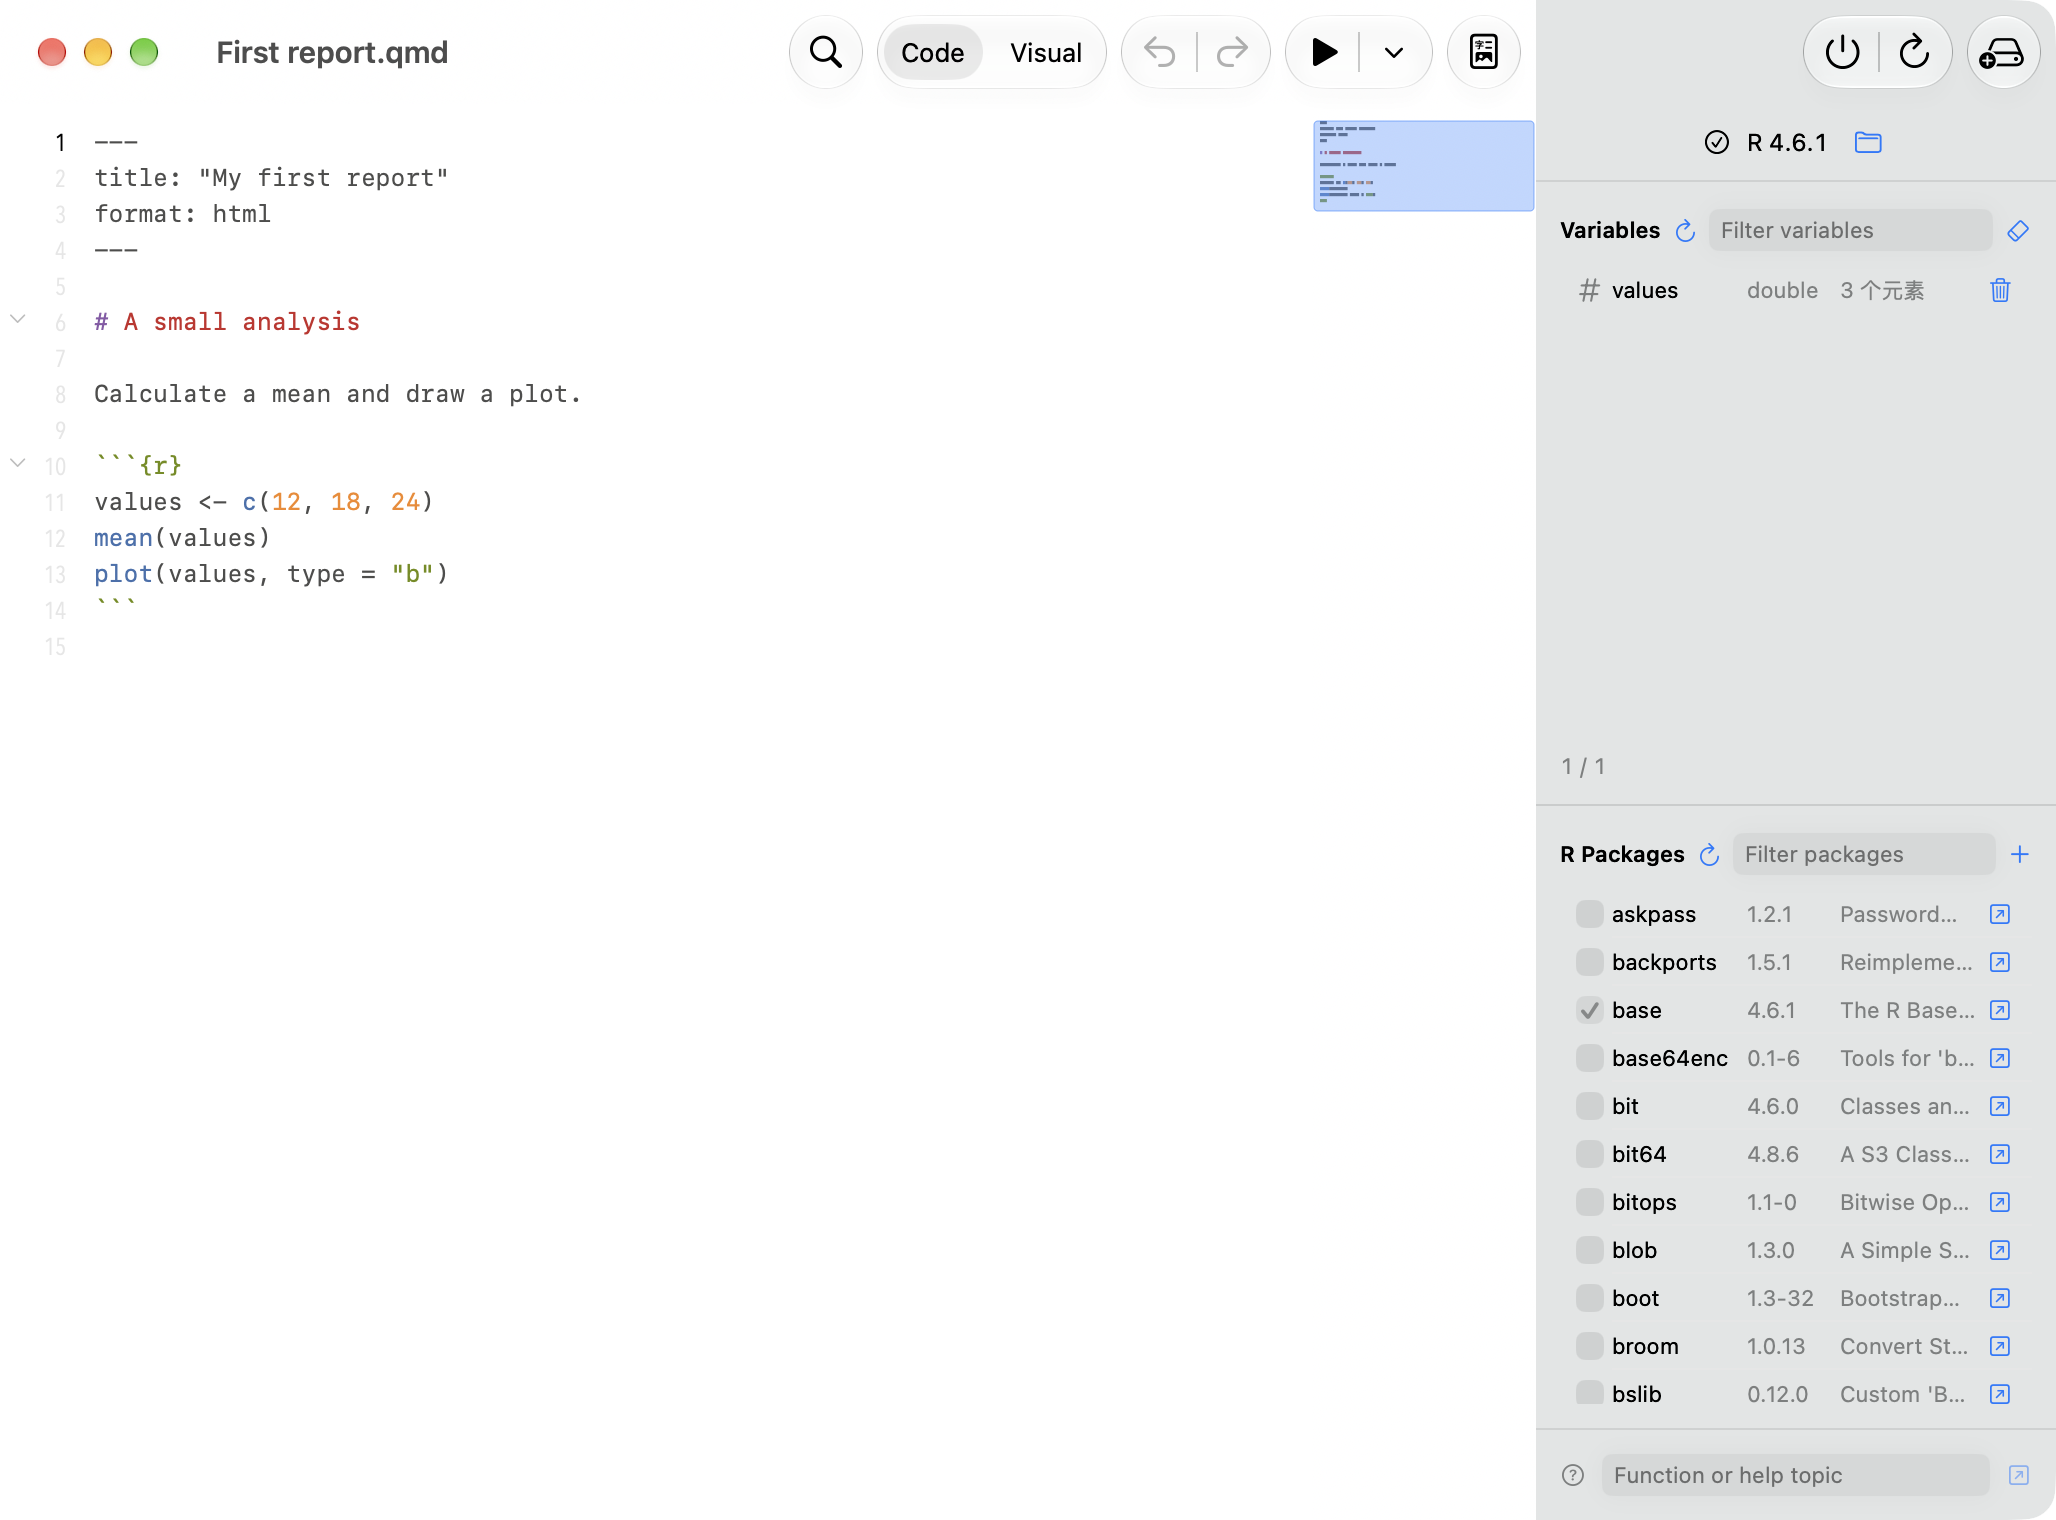 First report.qmd
Code
Visual
R 4.6.1
1 ---
2 title: "My first report"
3 format: html
4 ---
5
6 # A small analysis
7
8 Calculate a mean and draw a plot.
9
10 ```{r}
11 values <- c(12, 18, 24)
12 mean(values)
13 plot(values, type = "b")
14 ```
15
Variables
Filter variables
# values double 3 个元素
1 / 1
R Packages
Filter packages
askpass 1.2.1 Password...
backports 1.5.1 Reimpleme...
base 4.6.1 The R Base...
base64enc 0.1-6 Tools for 'b...
bit 4.6.0 Classes an...
bit64 4.8.6 A S3 Class...
bitops 1.1-0 Bitwise Op...
blob 1.3.0 A Simple S...
boot 1.3-32 Bootstrap...
broom 1.0.13 Convert St...
bslib 0.12.0 Custom 'B...
Function or help topic